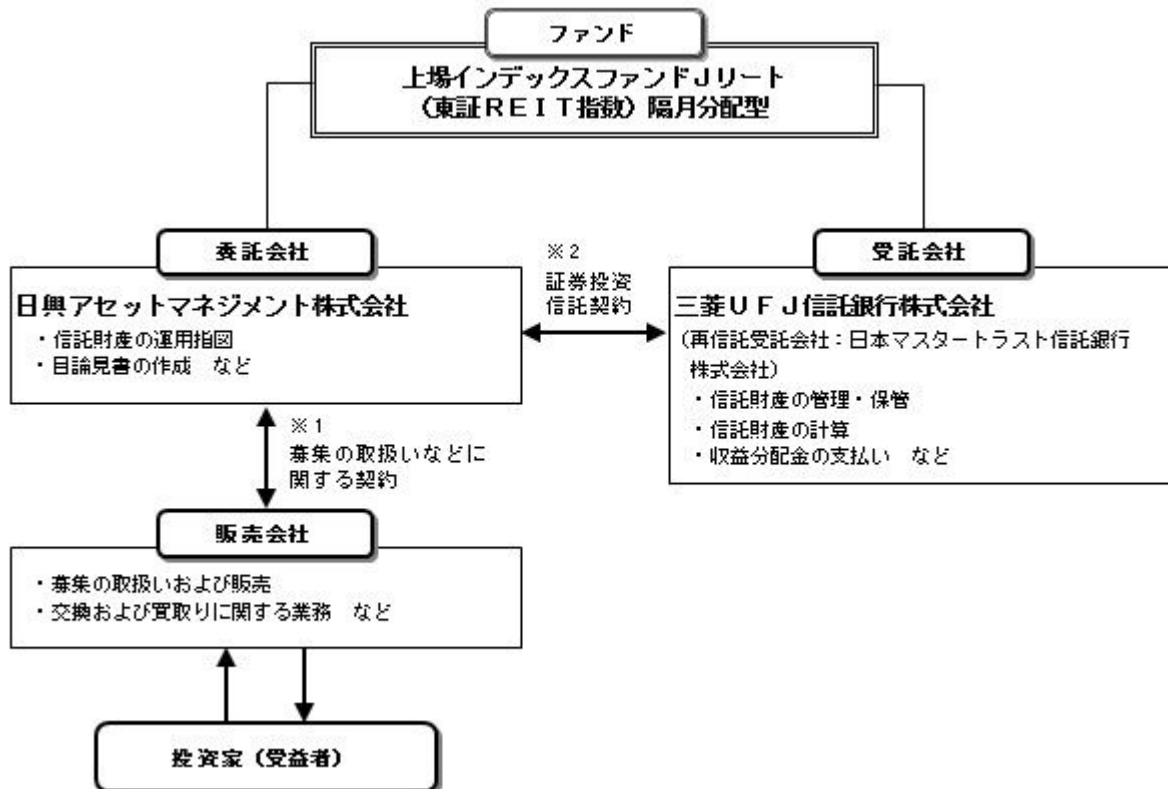 ファンド
上場インデックスファンドJリート
(東証REIT指数)隔月分配型
委託会社
日興アセットマネジメント株式会社
・信託財産の運用指図
・目論見書の作成 など
※2
証券投資
信託契約
受託会社
三菱UFJ信託銀行株式会社
(再信託受託会社:日本マスタートラスト信託銀行
株式会社)
・信託財産の管理・保管
・信託財産の計算
・収益分配金の支払い など
※1
募集の取扱いなどに
関する契約
販売会社
・募集の取扱いおよび販売
・交換および買取りに関する業務 など
投資家(受益者)